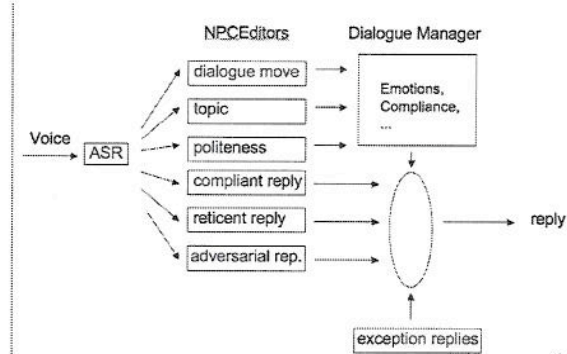 NPCEditors
Dialogue Manager
dialogue move
topic
politeness
compliant reply
reticent reply
adversarial rep.
Voice
ASR
Emotions,
Compliance,
...
reply
exception replies